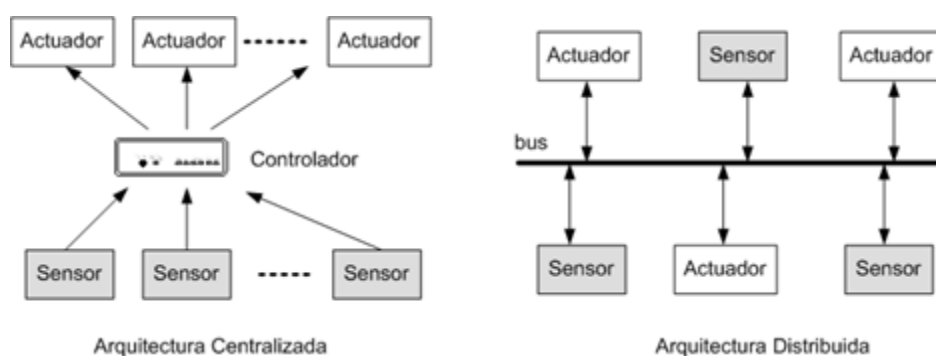 Actuador Actuador Actuador
Controlador
Sensor Sensor Sensor
Arquitectura Centralizada
Actuador Sensor Actuador
bus
Sensor Actuador Sensor
Arquitectura Distribuida